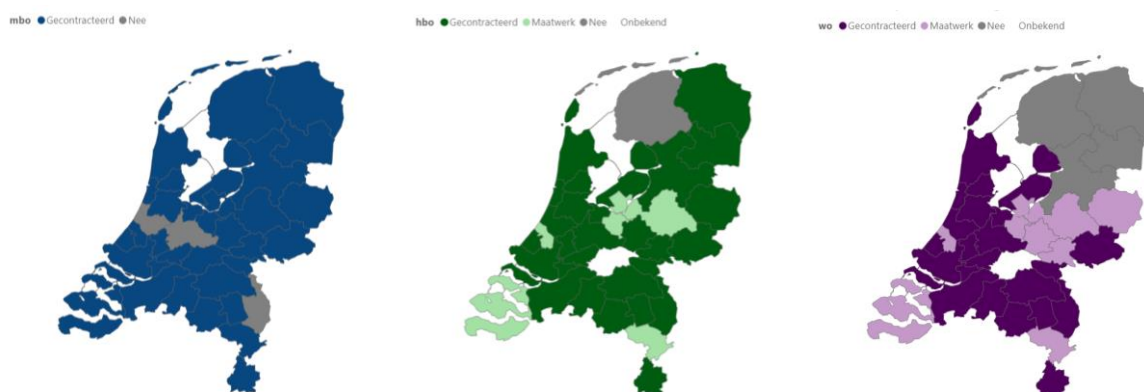 mbo Gecontracteerd Nee
hbo Gecontracteerd Maatwerk Nee Onbekend
wo Gecontracteerd Maatwerk Nee Onbekend